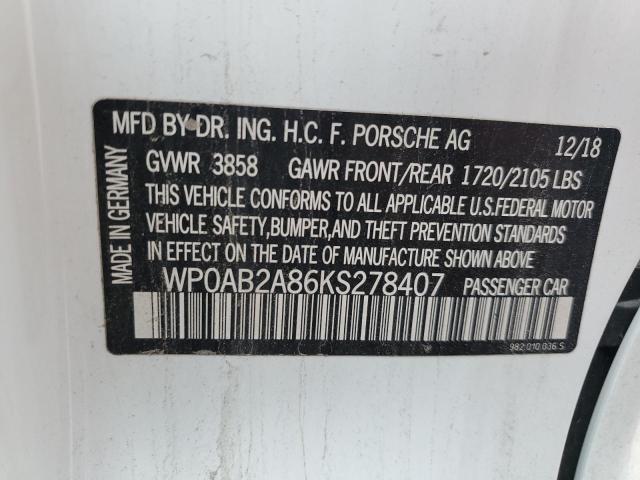 MFD BY DR. ING. H.C. F. PORSCHE AG 12/18
GVWR 3858 GAWR FRONT/REAR 1720/2105 LBS
THIS VEHICLE CONFORMS TO ALL APPLICABLE U.S.FEDERAL MOTOR
VEHICLE SAFETY,BUMPER,AND THEFT PREVENTION STANDARDS
IN EFFECT ON THE DATE OF MANUFACTURE SHOWN ABOVE
WP0AB2A86KS278407 PASSENGER CAR
982.010.036.S
MADE IN GERMANY